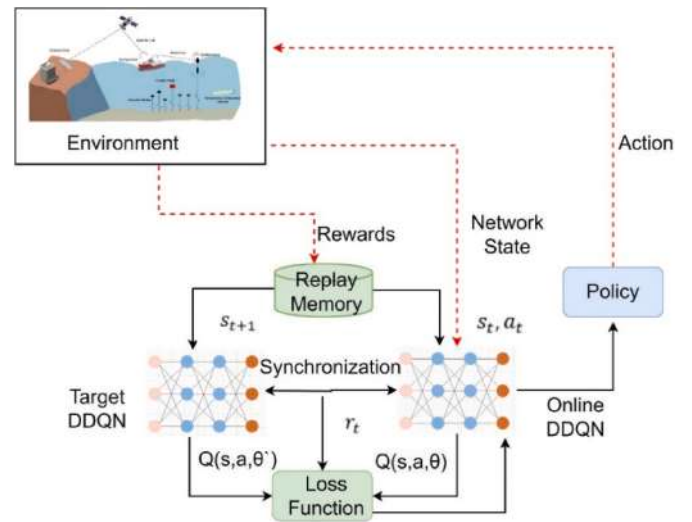 Environment
Action
Rewards
Network
State
Replay
Memory
Policy
s_{t+1}
s_t, a_t
Synchronization
Target
DDQN
Online
DDQN
r_t
Q(s,a,θ`)
Q(s,a,θ)
Loss
Function